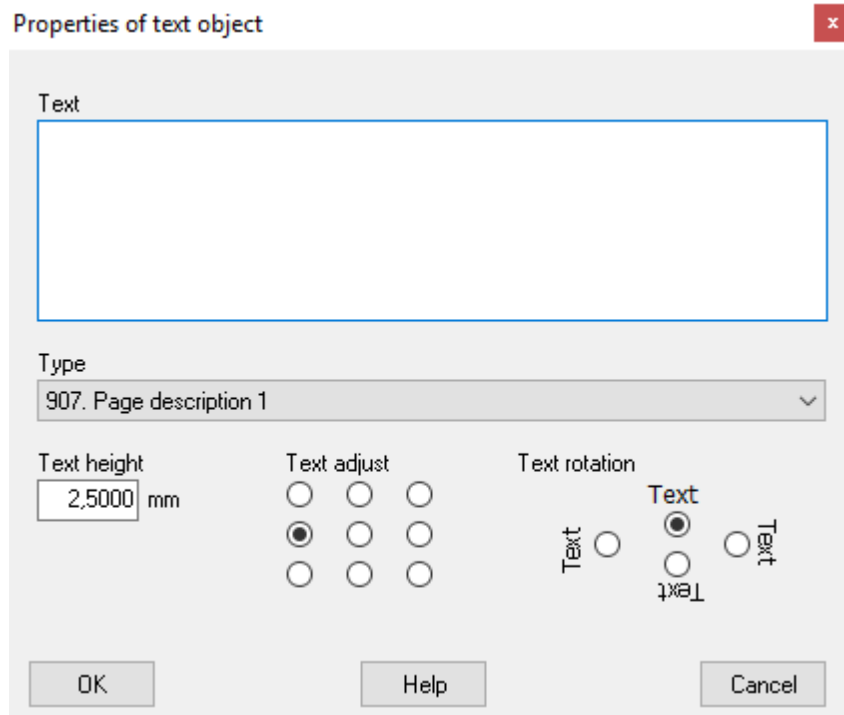 Properties of text object
x
Text
Type
907. Page description 1
Text height
Text adjust
Text rotation
2,5000 mm
Text
Text
Text
Text
OK
Help
Cancel